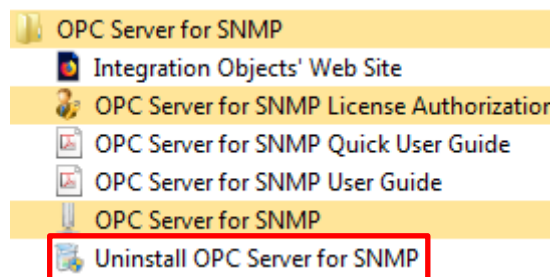 OPC Server for SNMP
Integration Objects' Web Site
OPC Server for SNMP License Authorization
OPC Server for SNMP Quick User Guide
OPC Server for SNMP User Guide
OPC Server for SNMP
Uninstall OPC Server for SNMP